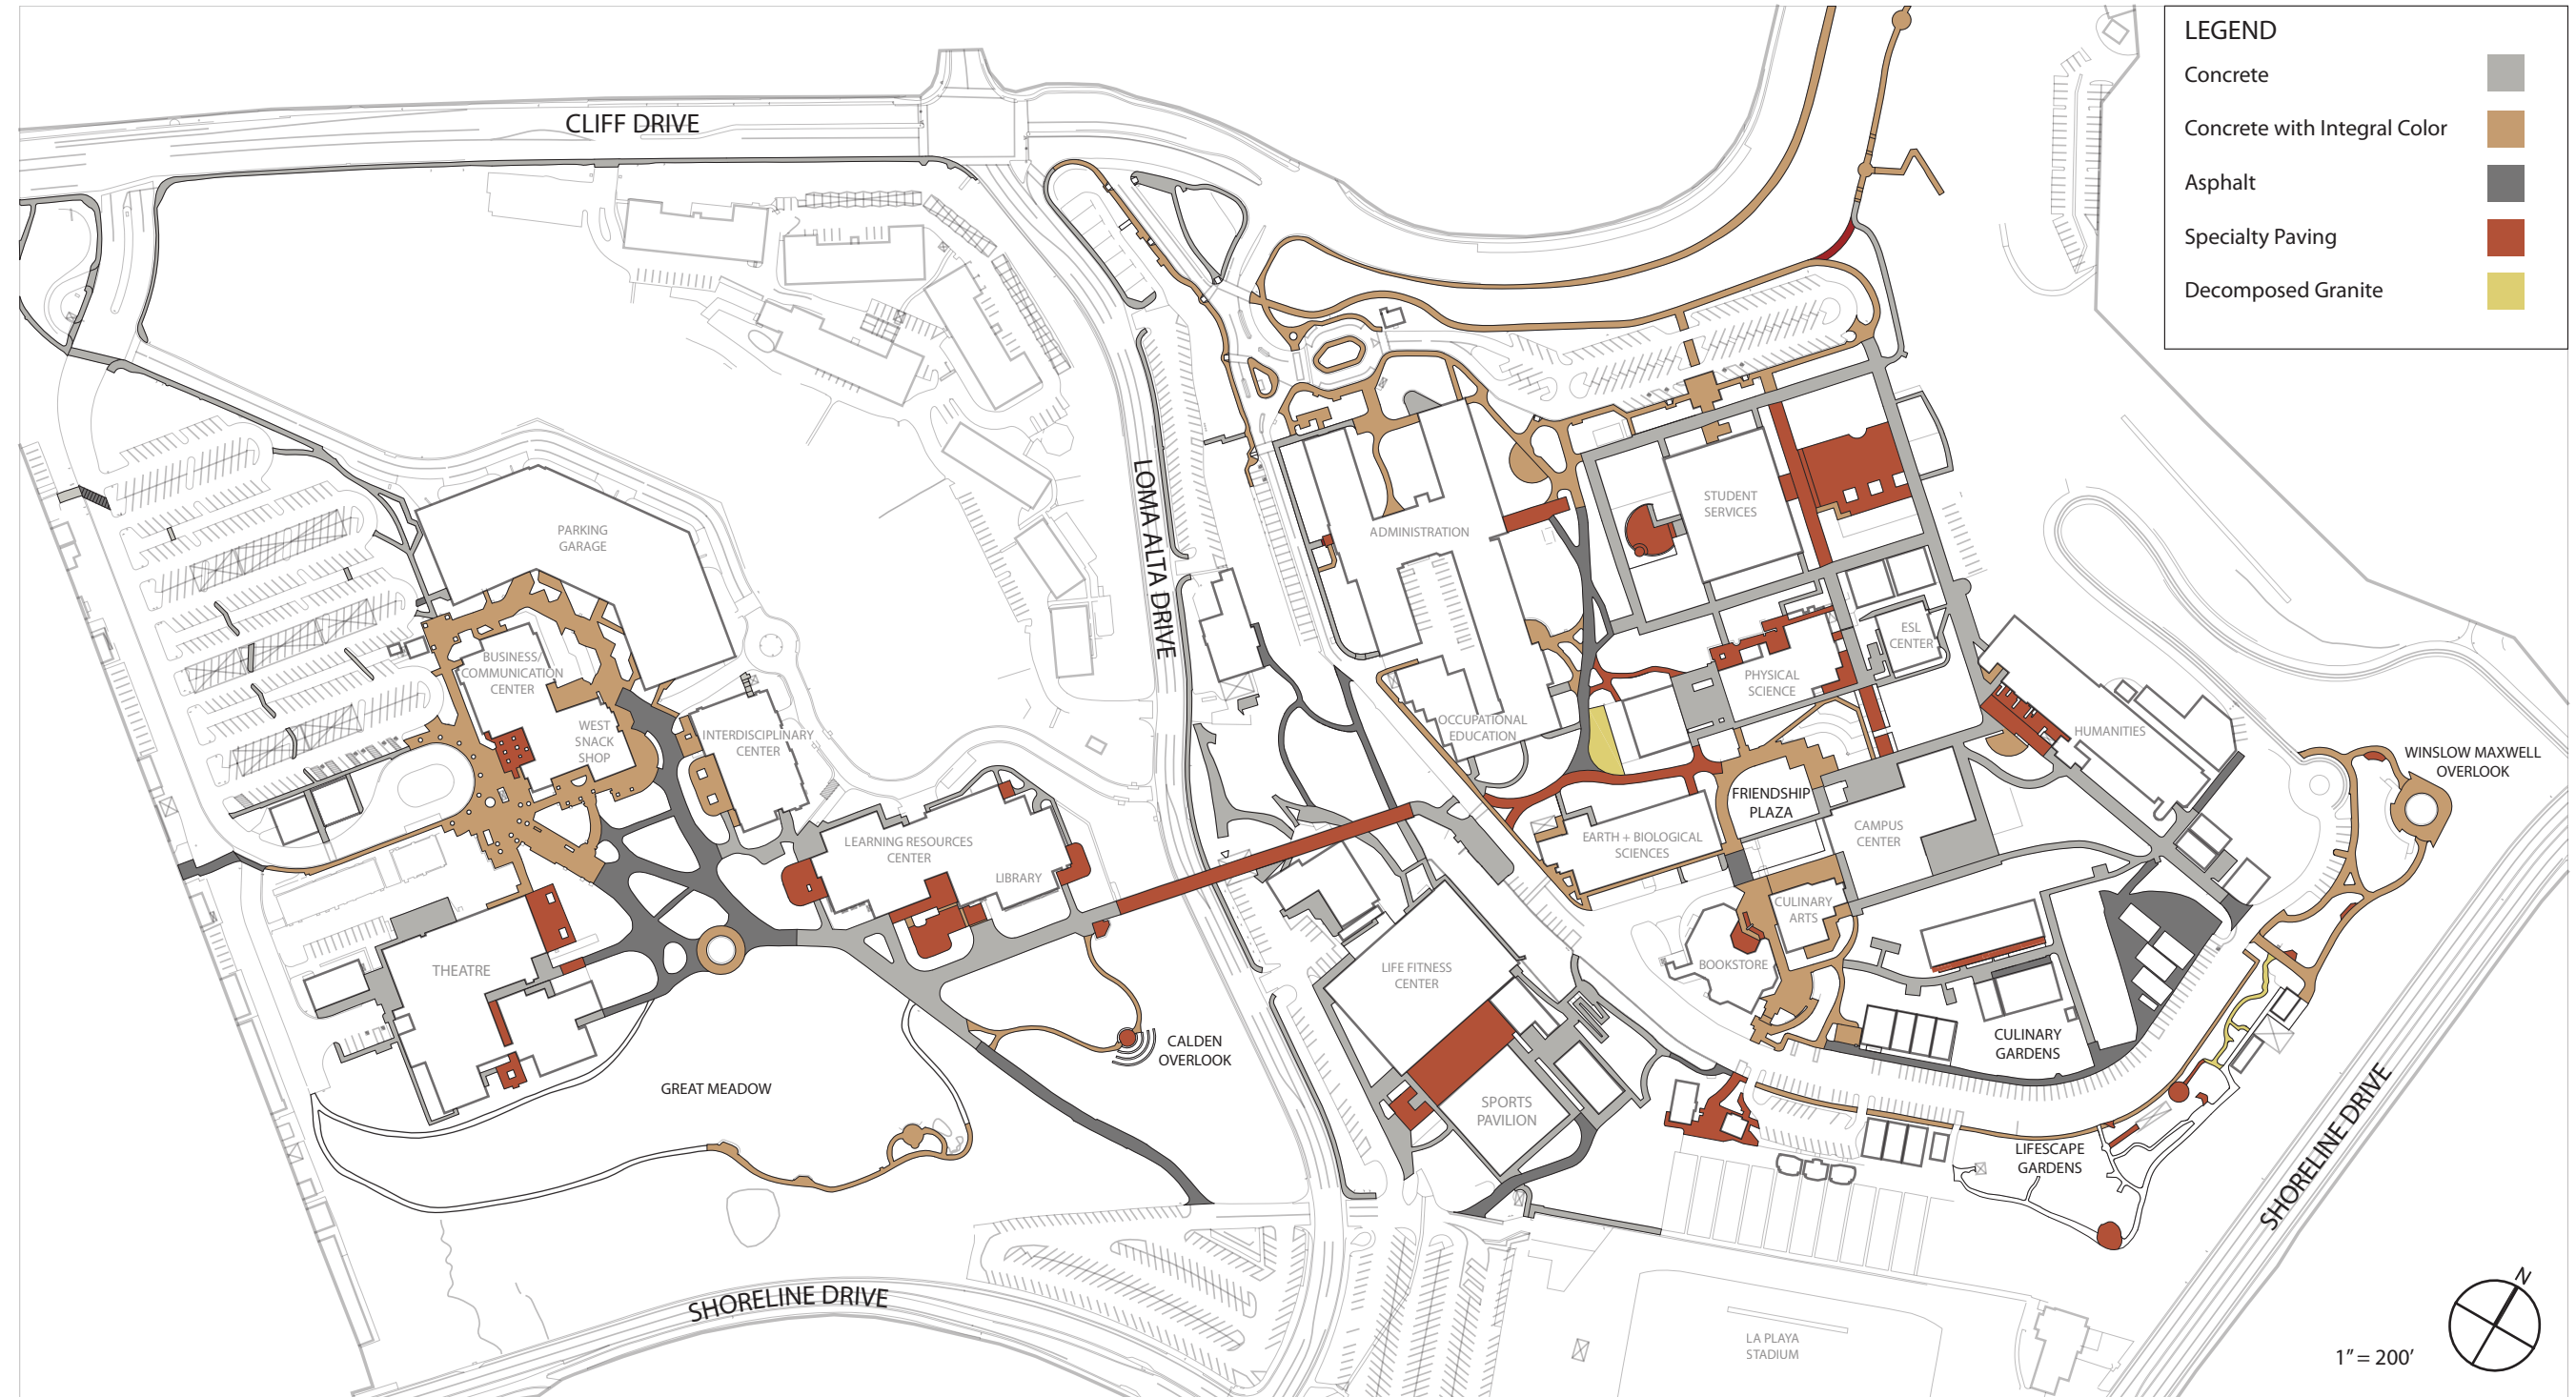 LEGEND
Concrete
Concrete with Integral Color
Asphalt
Specialty Paving
Decomposed Granite
CLIFF DRIVE
LOMA ALTA DRIVE
PARKING
GARAGE
BUSINESS/
COMMUNICATION
CENTER
WEST
SNACK
SHOP
INTERDISCIPLINARY
CENTER
LEARNING RESOURCES
CENTER
LIBRARY
THEATRE
GREAT MEADOW
CALDEN
OVERLOOK
ADMINISTRATION
STUDENT
SERVICES
OCCUPATIONAL
EDUCATION
PHYSICAL
SCIENCE
ESL
CENTER
HUMANITIES
WINSLOW MAXWELL
OVERLOOK
FRIENDSHIP
PLAZA
EARTH + BIOLOGICAL
SCIENCES
CAMPUS
CENTER
CULINARY
ARTS
BOOKSTORE
LIFE FITNESS
CENTER
SPORTS
PAVILION
CULINARY
GARDENS
LIFESCAPE
GARDENS
SHORELINE DRIVE
SHORELINE DRIVE
LA PLAYA
STADIUM
N
1” = 200’